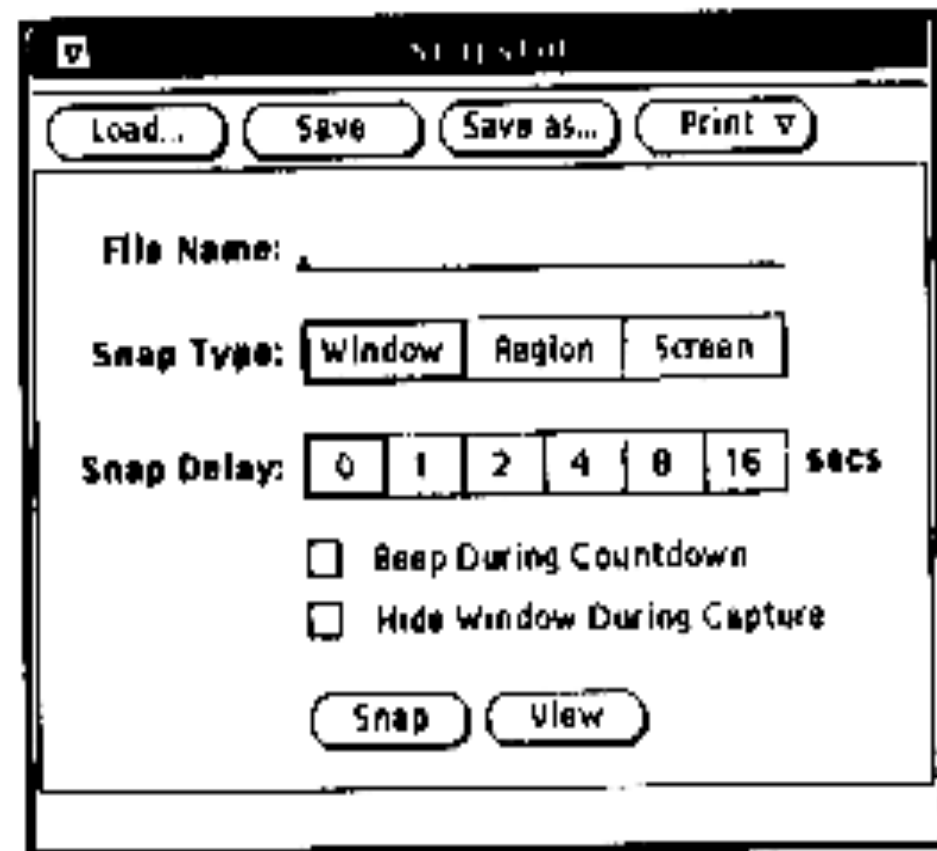 Load... Save Save as... Print
File Name:
Snap Type: Window Region Screen
Snap Delay: 0 1 2 4 8 16 secs
Beep During Countdown
Hide Window During Capture
Snap View